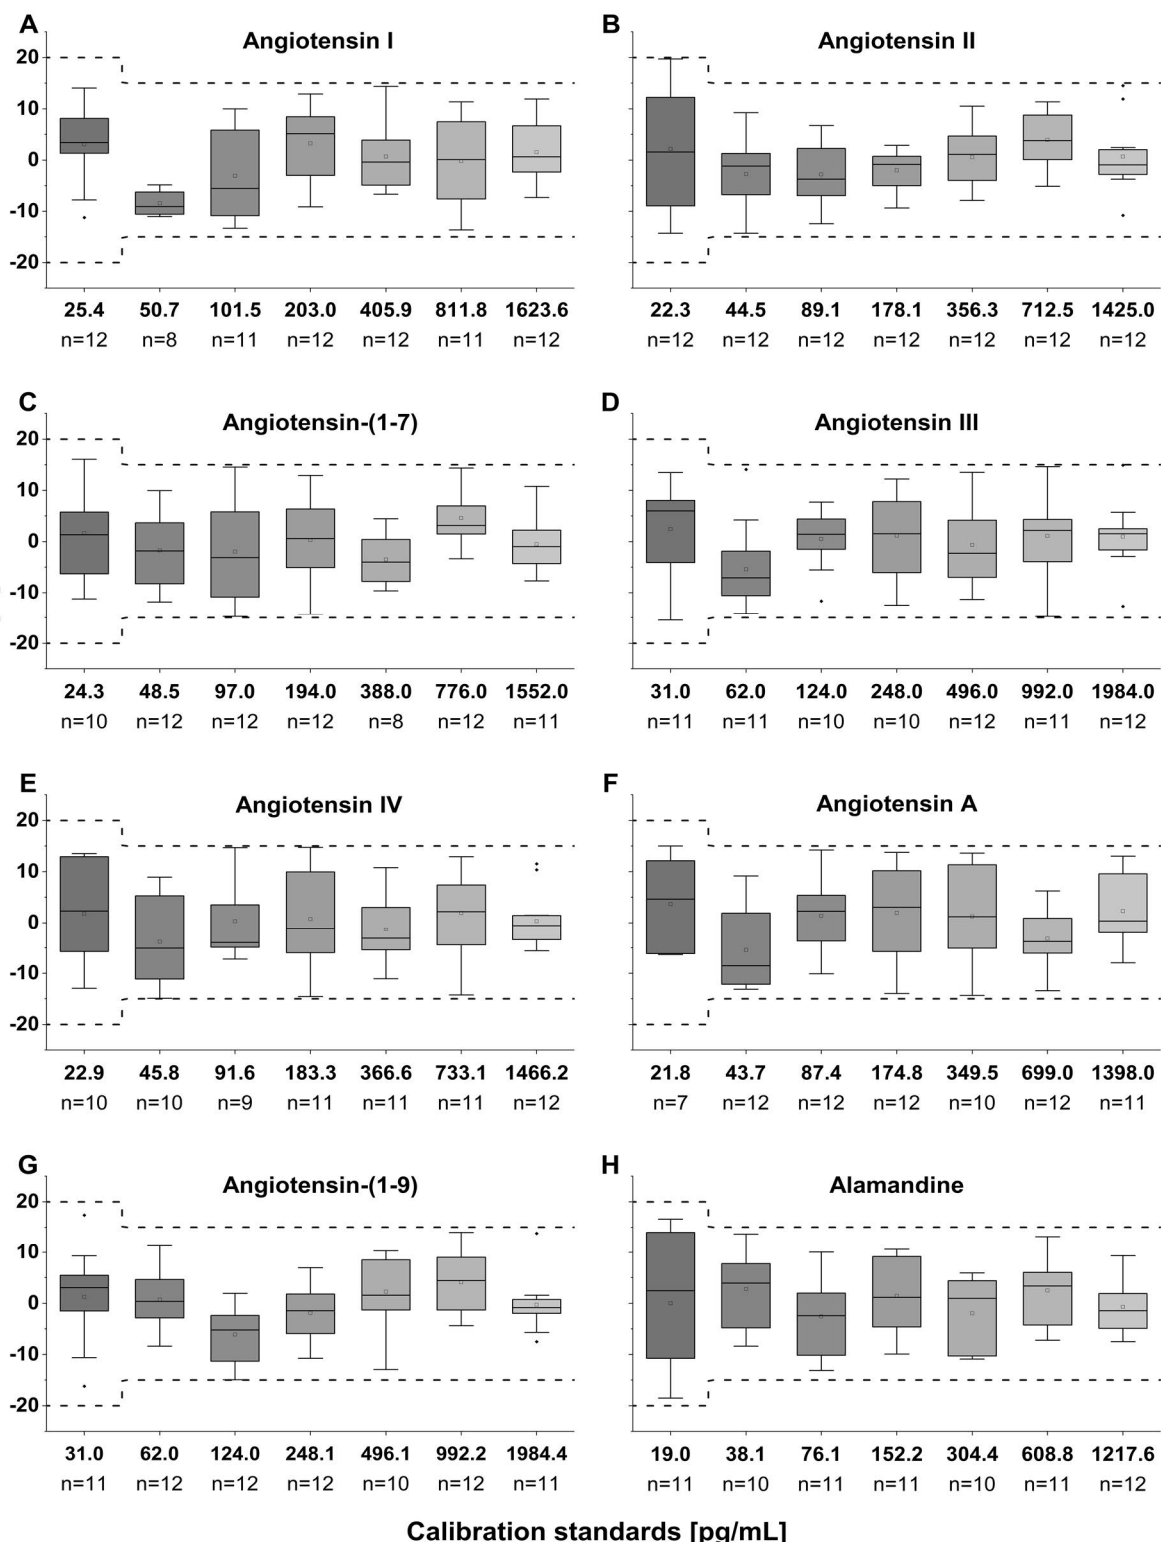 A
Angiotensin I
20
10
0
-10
-20
25.4 50.7 101.5 203.0 405.9 811.8 1623.6
n=12 n=8 n=11 n=12 n=12 n=11 n=12
B
Angiotensin II
22.3 44.5 89.1 178.1 356.3 712.5 1425.0
n=12 n=12 n=12 n=12 n=12 n=12 n=12
C
Angiotensin-(1-7)
20
10
0
-10
-20
24.3 48.5 97.0 194.0 388.0 776.0 1552.0
n=10 n=12 n=12 n=12 n=8 n=12 n=11
D
Angiotensin III
31.0 62.0 124.0 248.0 496.0 992.0 1984.0
n=11 n=11 n=10 n=10 n=12 n=11 n=12
E
Angiotensin IV
20
10
0
-10
-20
22.9 45.8 91.6 183.3 366.6 733.1 1466.2
n=10 n=10 n=9 n=11 n=11 n=11 n=12
F
Angiotensin A
21.8 43.7 87.4 174.8 349.5 699.0 1398.0
n=7 n=12 n=12 n=12 n=10 n=12 n=11
G
Angiotensin-(1-9)
20
10
0
-10
-20
31.0 62.0 124.0 248.1 496.1 992.2 1984.4
n=11 n=12 n=12 n=12 n=10 n=12 n=11
H
Alamandine
19.0 38.1 76.1 152.2 304.4 608.8 1217.6
n=11 n=10 n=11 n=11 n=10 n=11 n=12
Calibration standards [pg/mL]